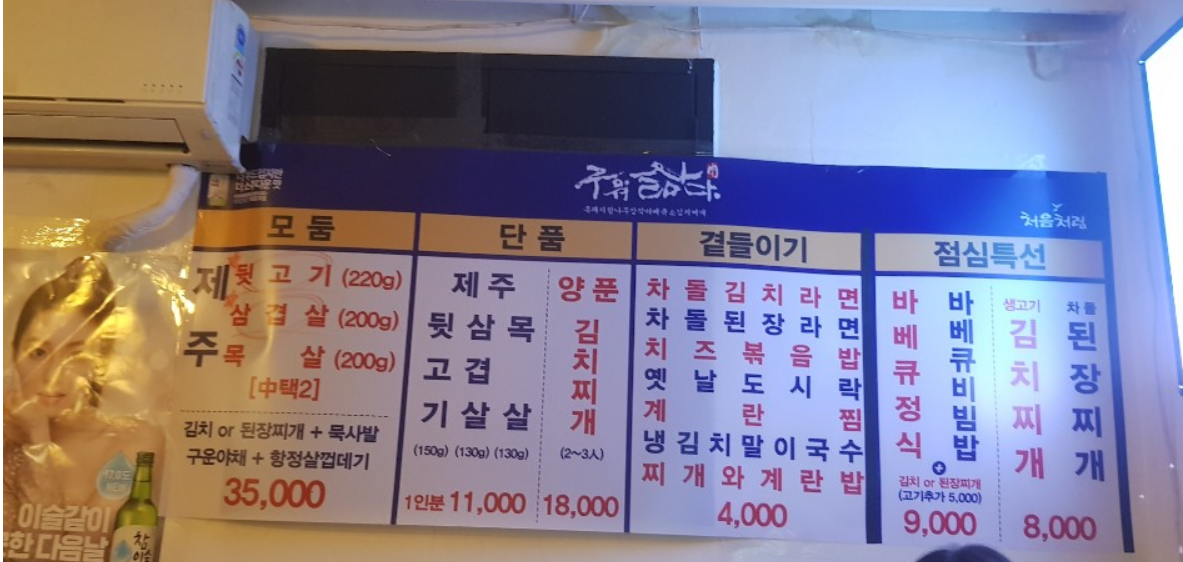 구워 삶다
처음처럼
모둠
제주
뒷고기 (220g)
삼겹살 (200g)
목살 (200g)
[中택2]
김치 or 된장찌개 + 묵사발
구운야채 + 항정살껍데기
35,000
단품
제주
뒷고기 (150g)
삼겹살 (130g)
목살 (130g)
1인분 11,000
양푼
김치찌개
(2~3人)
18,000
곁들이기
차돌김치라면
차돌된장라면
치즈볶음밥
옛날도시락
계란찜
냉김치말이국수
찌개와계란밥
4,000
점심특선
바베큐정식
바베큐비빔밥
+
김치 or 된장찌개
(고기추가 5,000)
9,000
생고기
김치찌개
차돌
된장찌개
8,000
이슬같이
한 다음날
참이슬